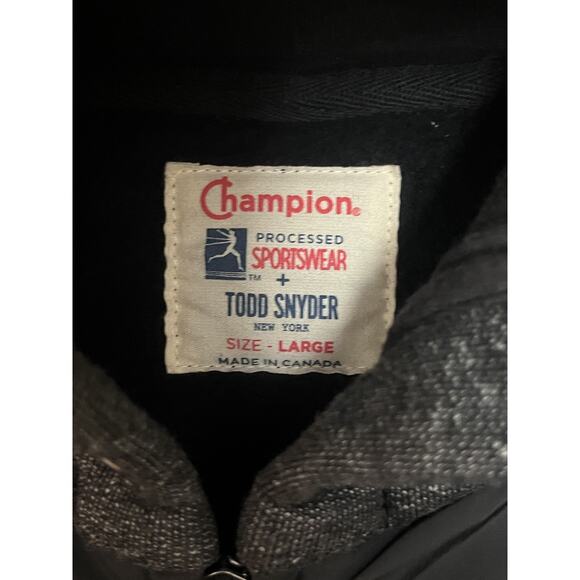 Champion®
PROCESSED
SPORTSWEAR
™ +
TODD SNYDER
NEW YORK
SIZE - LARGE
MADE IN CANADA